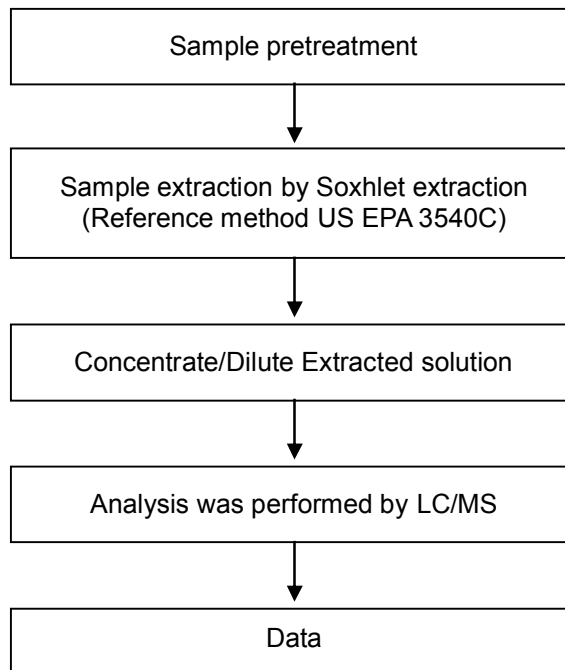 Sample pretreatment
Sample extraction by Soxhlet extraction
(Reference method US EPA 3540C)
Concentrate/Dilute Extracted solution
Analysis was performed by LC/MS
Data